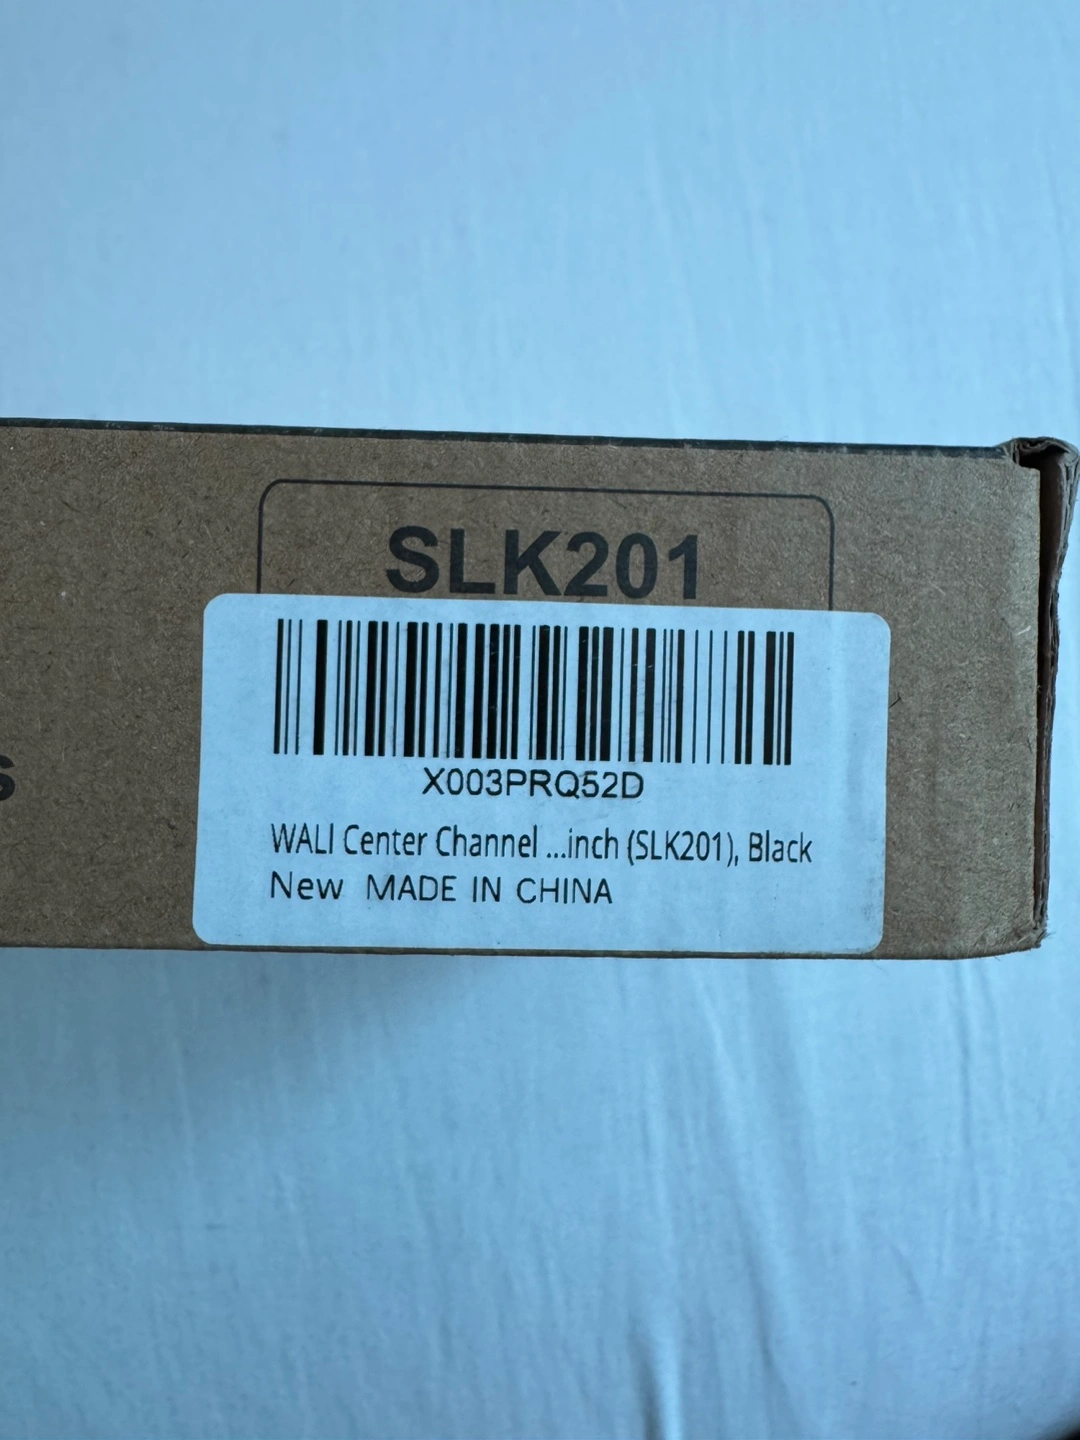 SLK201
X003PRQ52D
WALI Center Channel ...inch (SLK201), Black
New MADE IN CHINA
s